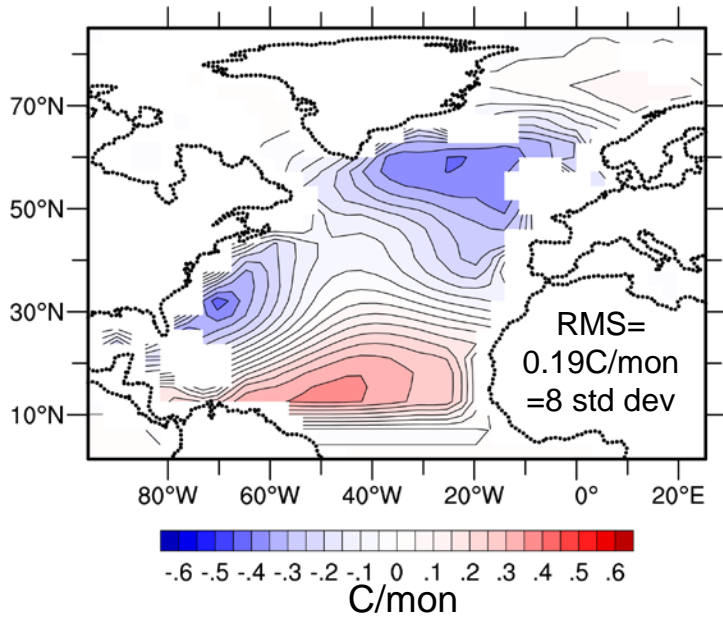 70°N
50°N
30°N
10°N
RMS=
0.19C/mon
=8 std dev
80°W 60°W 40°W 20°W 0° 20°E
-.6 -.5 -.4 -.3 -.2 -.1 0 .1 .2 .3 .4 .5 .6
C/mon